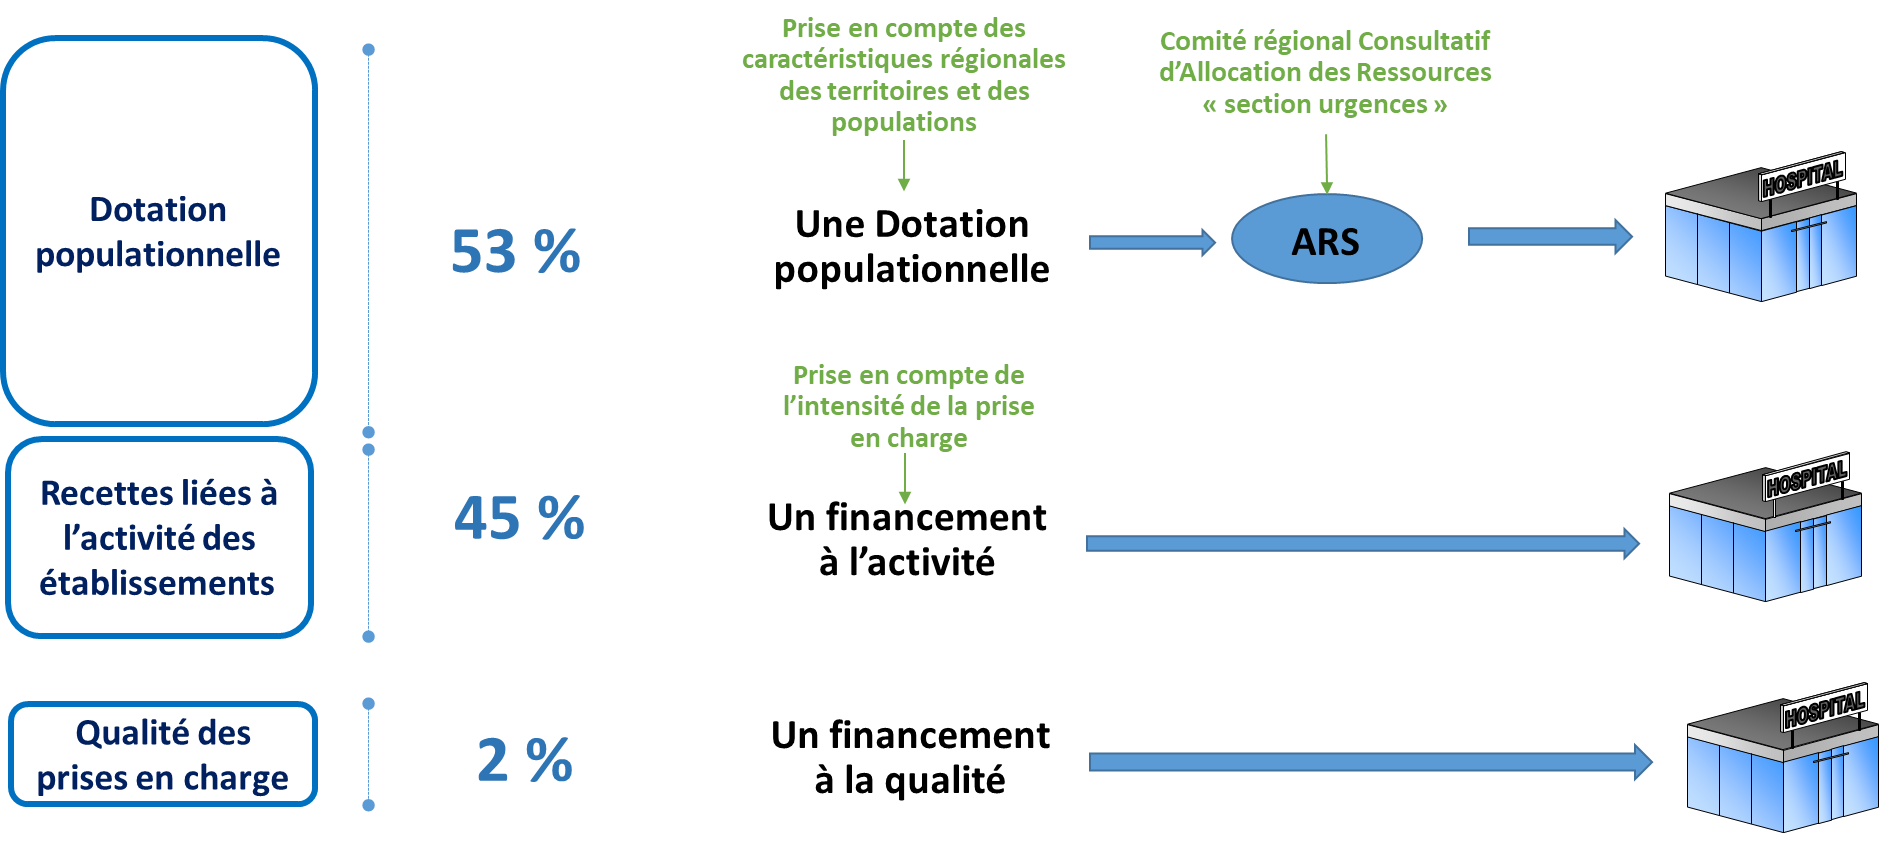 Prise en compte des
caractéristiques régionales
des territoires et des
populations
Comité régional Consultatif
d’Allocation des Ressources
« section urgences »
Dotation
populationnelle
53 %
Une Dotation
populationnelle
ARS
HOSPITAL
Prise en compte de
l’intensité de la prise
en charge
Recettes liées à
l’activité des
établissements
45 %
Un financement
à l’activité
HOSPITAL
Qualité des
prises en charge
2 %
Un financement
à la qualité
HOSPITAL